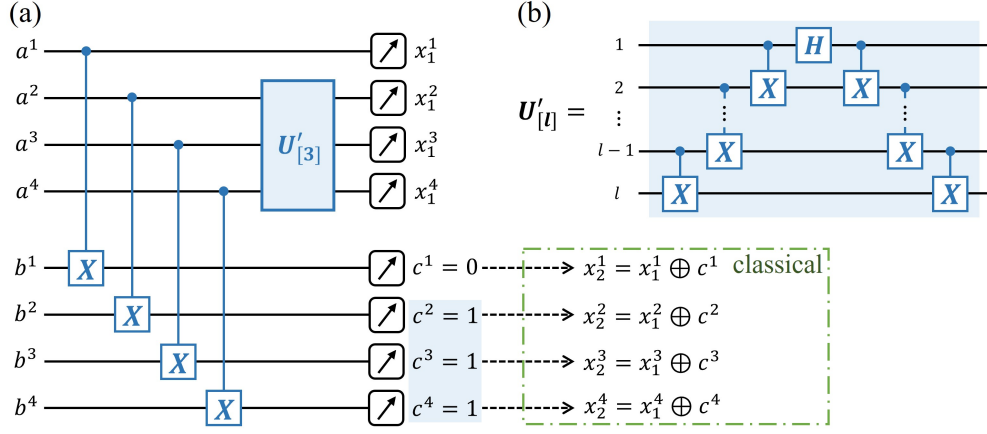 (a)
a¹ x₁¹
a² x₁²
a³ U′[3] x₁³
a⁴ x₁⁴
b¹ X c¹ = 0 x₂¹ = x₁¹ ⊕ c¹ classical
b² X c² = 1 x₂² = x₁² ⊕ c²
b³ X c³ = 1 x₂³ = x₁³ ⊕ c³
b⁴ X c⁴ = 1 x₂⁴ = x₁⁴ ⊕ c⁴
(b)
1 H
2 X X
U′[l] = ⋮
l − 1 X X
l X X